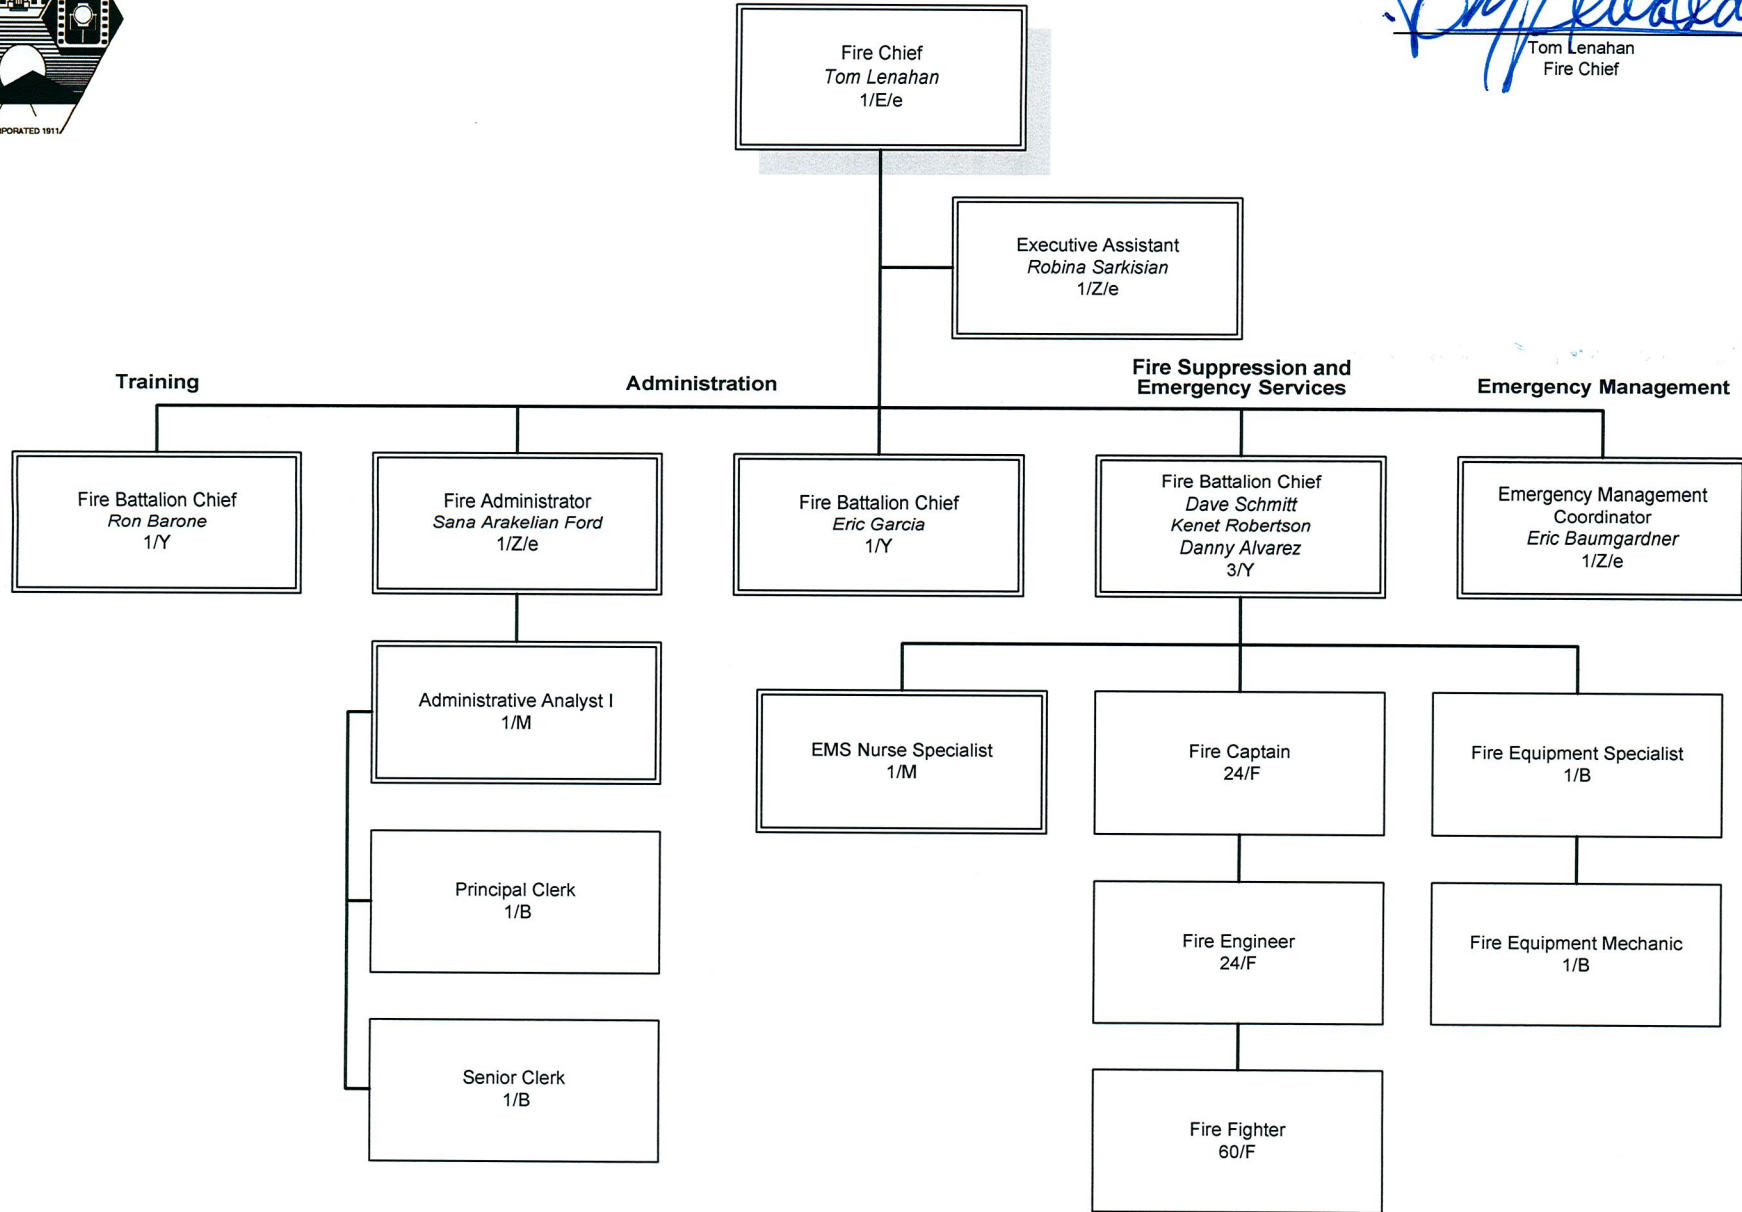 RPORATED 1911
Tom Lenahan
Fire Chief
Fire Chief
Tom Lenahan
1/E/e
Executive Assistant
Robina Sarkisian
1/Z/e
Training
Administration
Fire Suppression and
Emergency Services
Emergency Management
Fire Battalion Chief
Ron Barone
1/Y
Fire Administrator
Sana Arakelian Ford
1/Z/e
Fire Battalion Chief
Eric Garcia
1/Y
Fire Battalion Chief
Dave Schmitt
Kenet Robertson
Danny Alvarez
3/Y
Emergency Management
Coordinator
Eric Baumgardner
1/Z/e
Administrative Analyst I
1/M
EMS Nurse Specialist
1/M
Fire Captain
24/F
Fire Equipment Specialist
1/B
Principal Clerk
1/B
Fire Engineer
24/F
Fire Equipment Mechanic
1/B
Senior Clerk
1/B
Fire Fighter
60/F